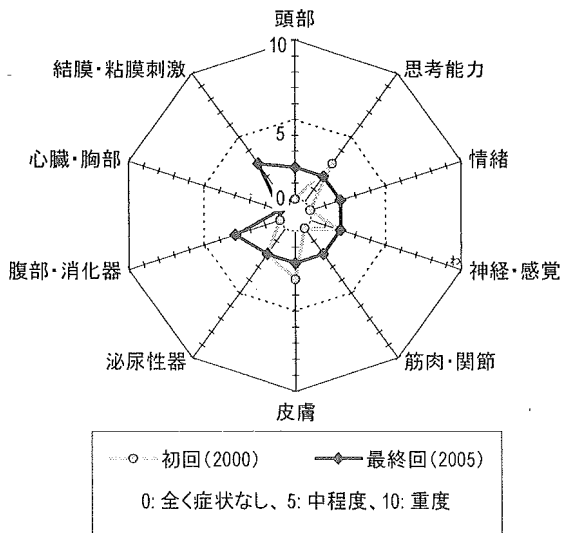 頭部
10
結膜・粘膜刺激
思考能力
5
心臓・胸部
情緒
0
腹部・消化器
神経・感覚
泌尿性器
筋肉・関節
皮膚
初回(2000) 最終回(2005)
0: 全く症状なし、5: 中程度、10: 重度